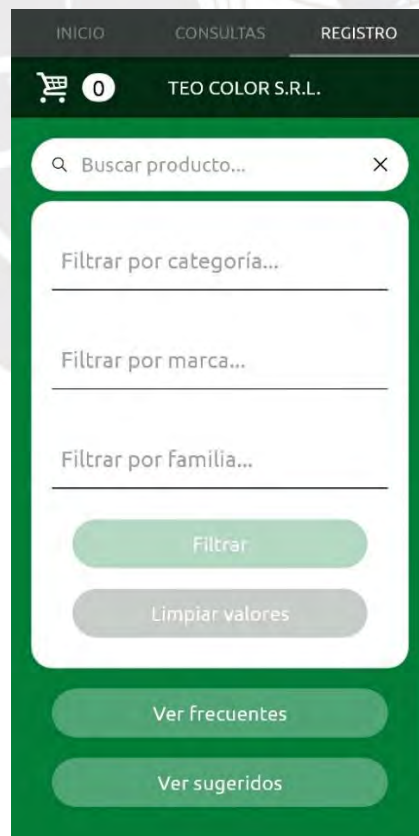 INICIO CONSULTAS REGISTRO
0 TEO COLOR S.R.L.
Buscar producto...
Filtrar por categoría...
Filtrar por marca...
Filtrar por familia...
Filtrar
Limpiar valores
Ver frecuentes
Ver sugeridos